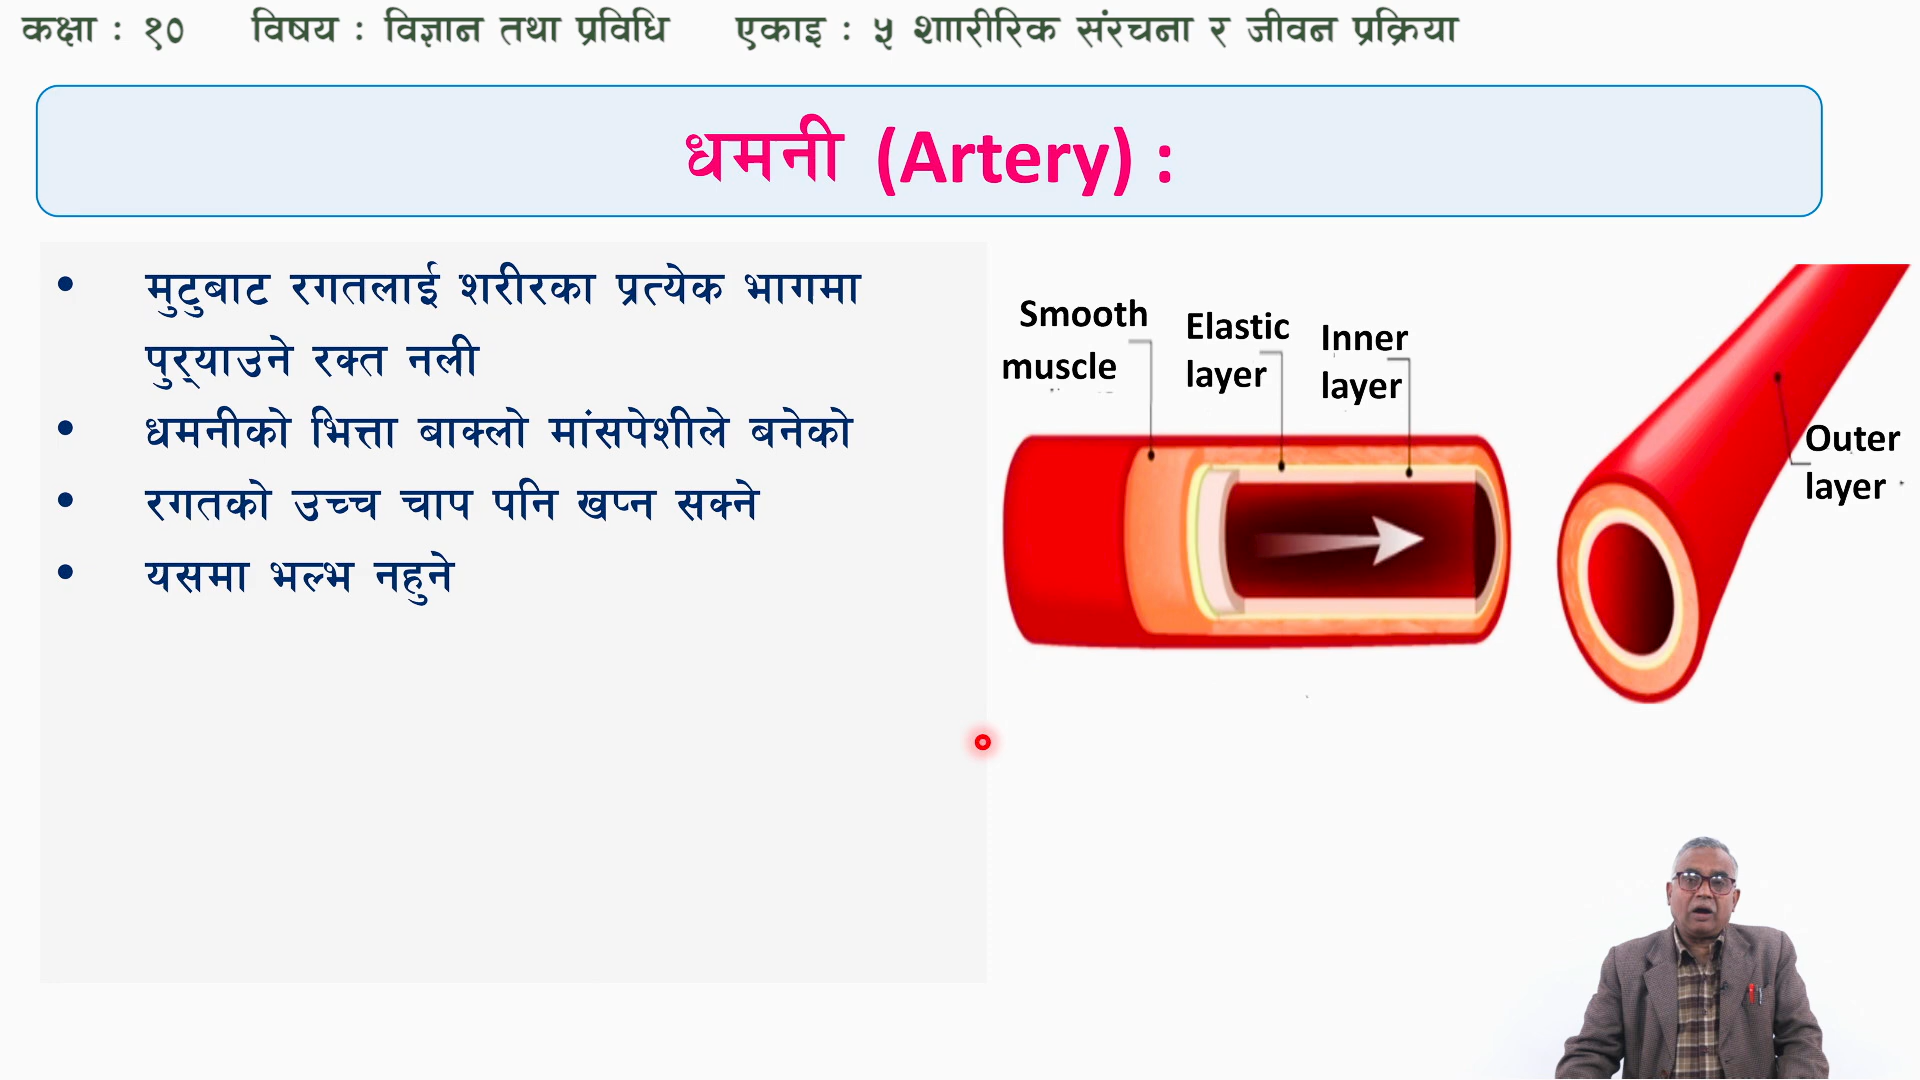 कक्षा : १० विषय : विज्ञान तथा प्रविधि एकाइ : ५ शाारीरिक संरचना र जीवन प्रक्रिया
धमनी (Artery) :
• मुटुबाट रगतलाई शरीरका प्रत्येक भागमा
पुर्‍याउने रक्त नली
• धमनीको भित्ता बाक्लो मांसपेशीले बनेको
• रगतको उच्च चाप पनि खप्न सक्ने
• यसमा भल्भ नहुने
Smooth
muscle
Elastic
layer
Inner
layer
Outer
layer